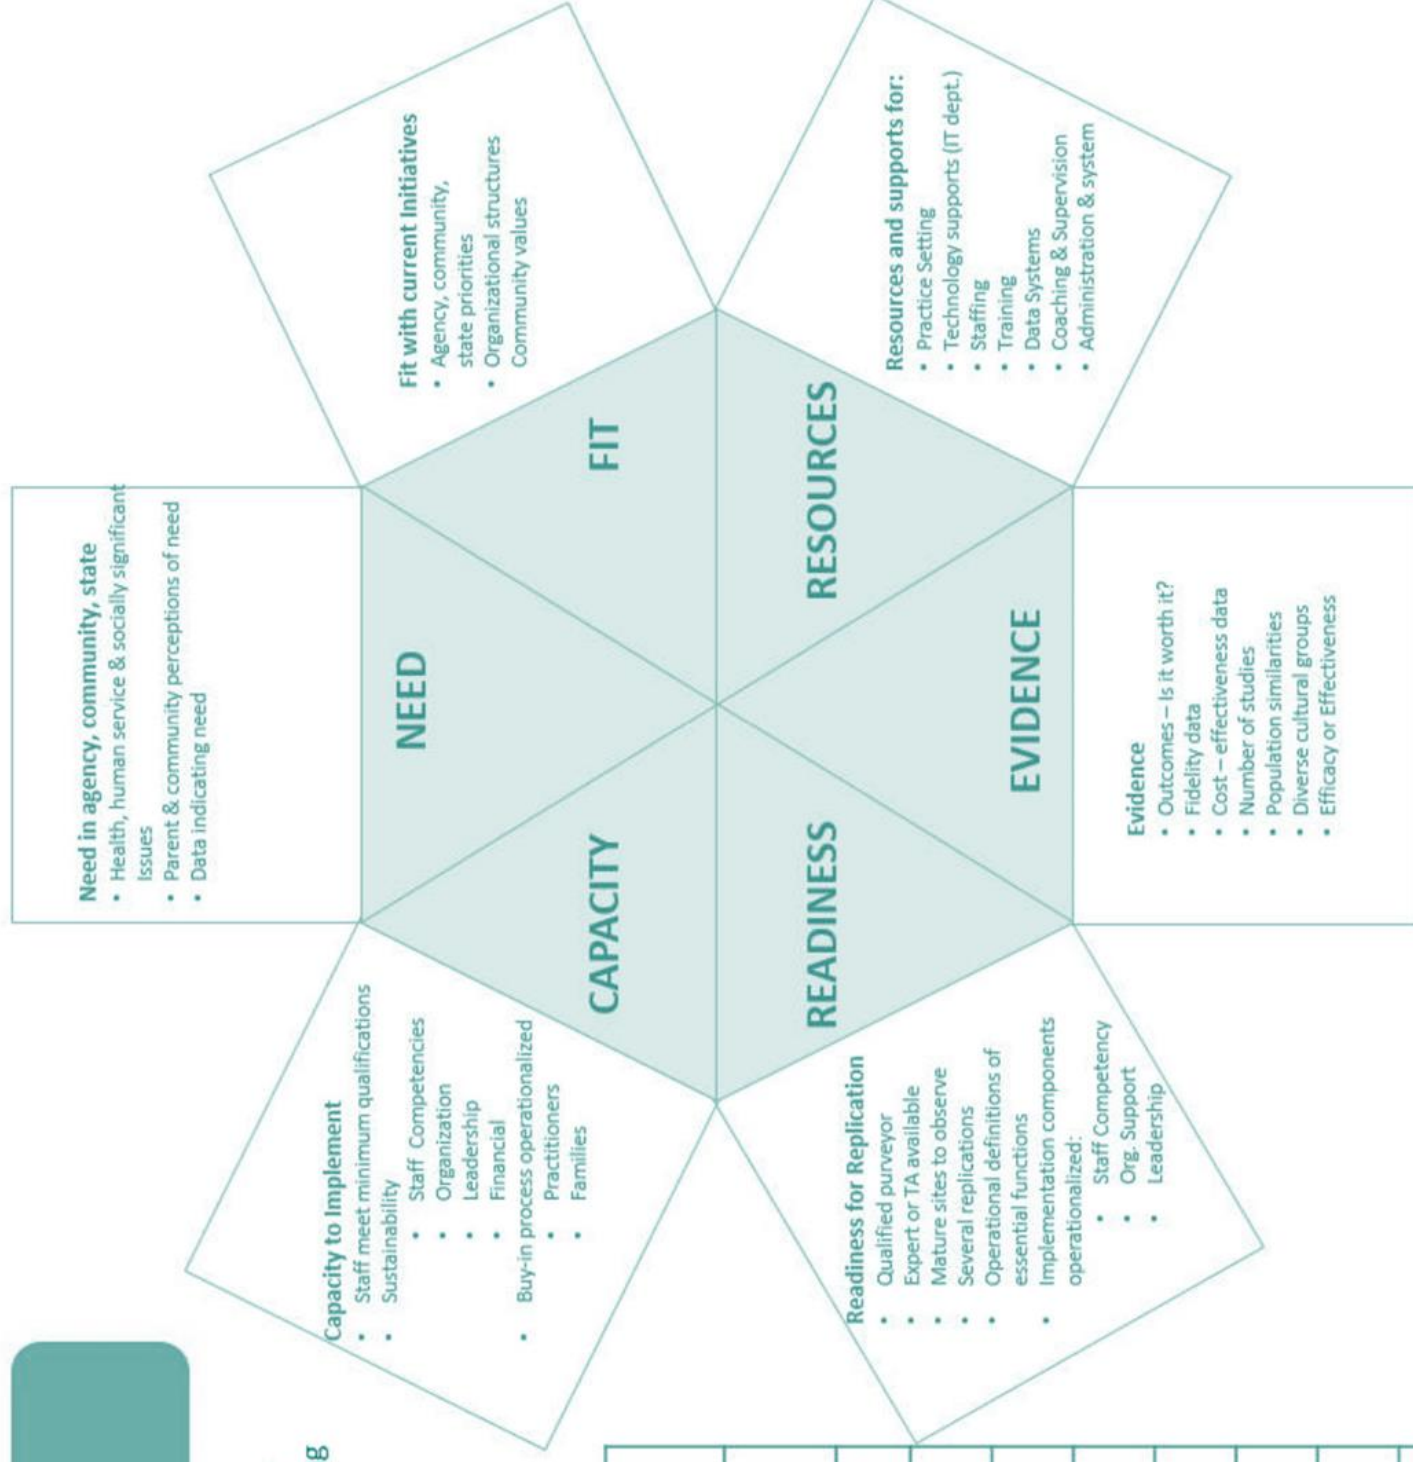 Need in agency, community, state
• Health, human service & socially significant
Issues
• Parent & community perceptions of need
• Data indicating need
Fit with current Initiatives
• Agency, community,
state priorities
• Organizational structures
Community values
Resources and supports for:
• Practice Setting
• Technology supports (IT dept.)
• Staffing
• Training
• Data Systems
• Coaching & Supervision
• Administration & system
Evidence
• Outcomes – Is it worth it?
• Fidelity data
• Cost – effectiveness data
• Number of studies
• Population similarities
• Diverse cultural groups
• Efficacy or Effectiveness
Readiness for Replication
• Qualified purveyor
• Expert or TA available
• Mature sites to observe
• Several replications
• Operational definitions of
essential functions
• Implementation components
operationalized:
• Staff Competency
• Org. Support
• Leadership
Capacity to Implement
• Staff meet minimum qualifications
• Sustainability
• Staff Competencies
• Organization
• Leadership
• Financial
• Buy-in process operationalized
• Practitioners
• Families
NEED
FIT
RESOURCES
EVIDENCE
READINESS
CAPACITY
g